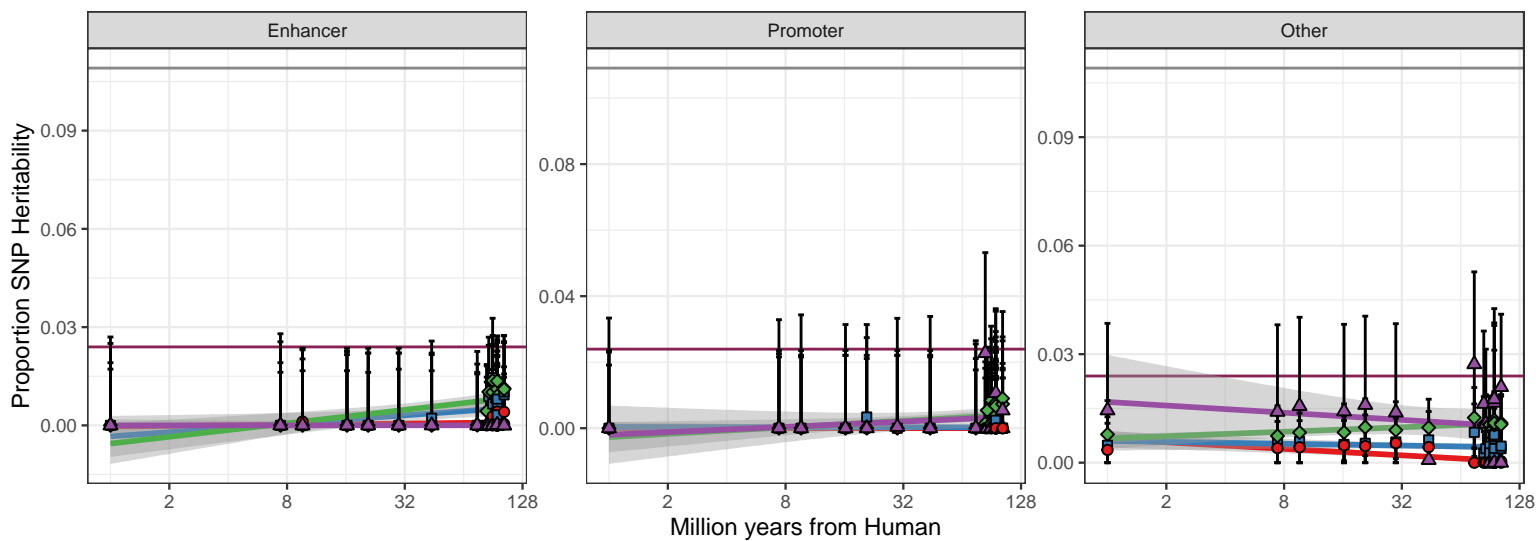 Enhancer
Promoter
Other
Proportion SNP Heritability
0.09
0.06
0.03
0.00
0.08
0.04
0.00
0.09
0.06
0.03
0.00
2 8 32 128
2 8 32 128
2 8 32 128
Million years from Human